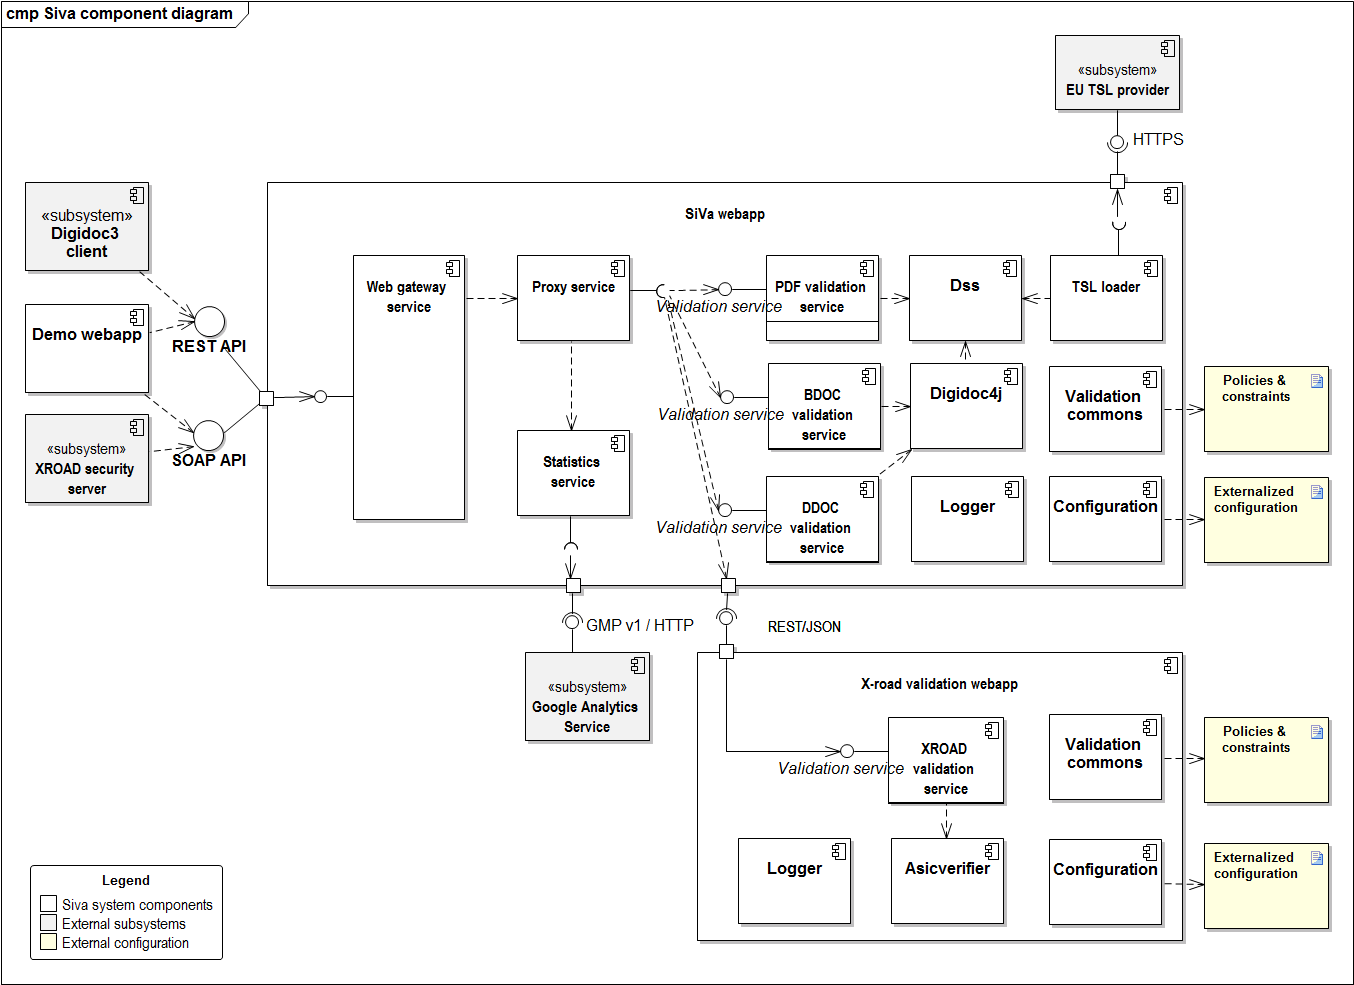 cmp Siva component diagram
«subsystem»
EU TSL provider
HTTPS
«subsystem»
Digidoc3
client
Demo webapp
«subsystem»
XROAD security
server
REST API
SOAP API
SiVa webapp
Web gateway
service
Proxy service
Statistics
service
Validation service
Validation service
Validation service
PDF validation
service
BDOC
validation
service
DDOC
validation
service
Dss
Digidoc4j
Logger
TSL loader
Validation
commons
Configuration
Policies &
constraints
Externalized
configuration
GMP v1 / HTTP
REST/JSON
«subsystem»
Google Analytics
Service
X-road validation webapp
Validation service
XROAD
validation
service
Validation
commons
Logger
Asicverifier
Configuration
Policies &
constraints
Externalized
configuration
Legend
Siva system components
External subsystems
External configuration